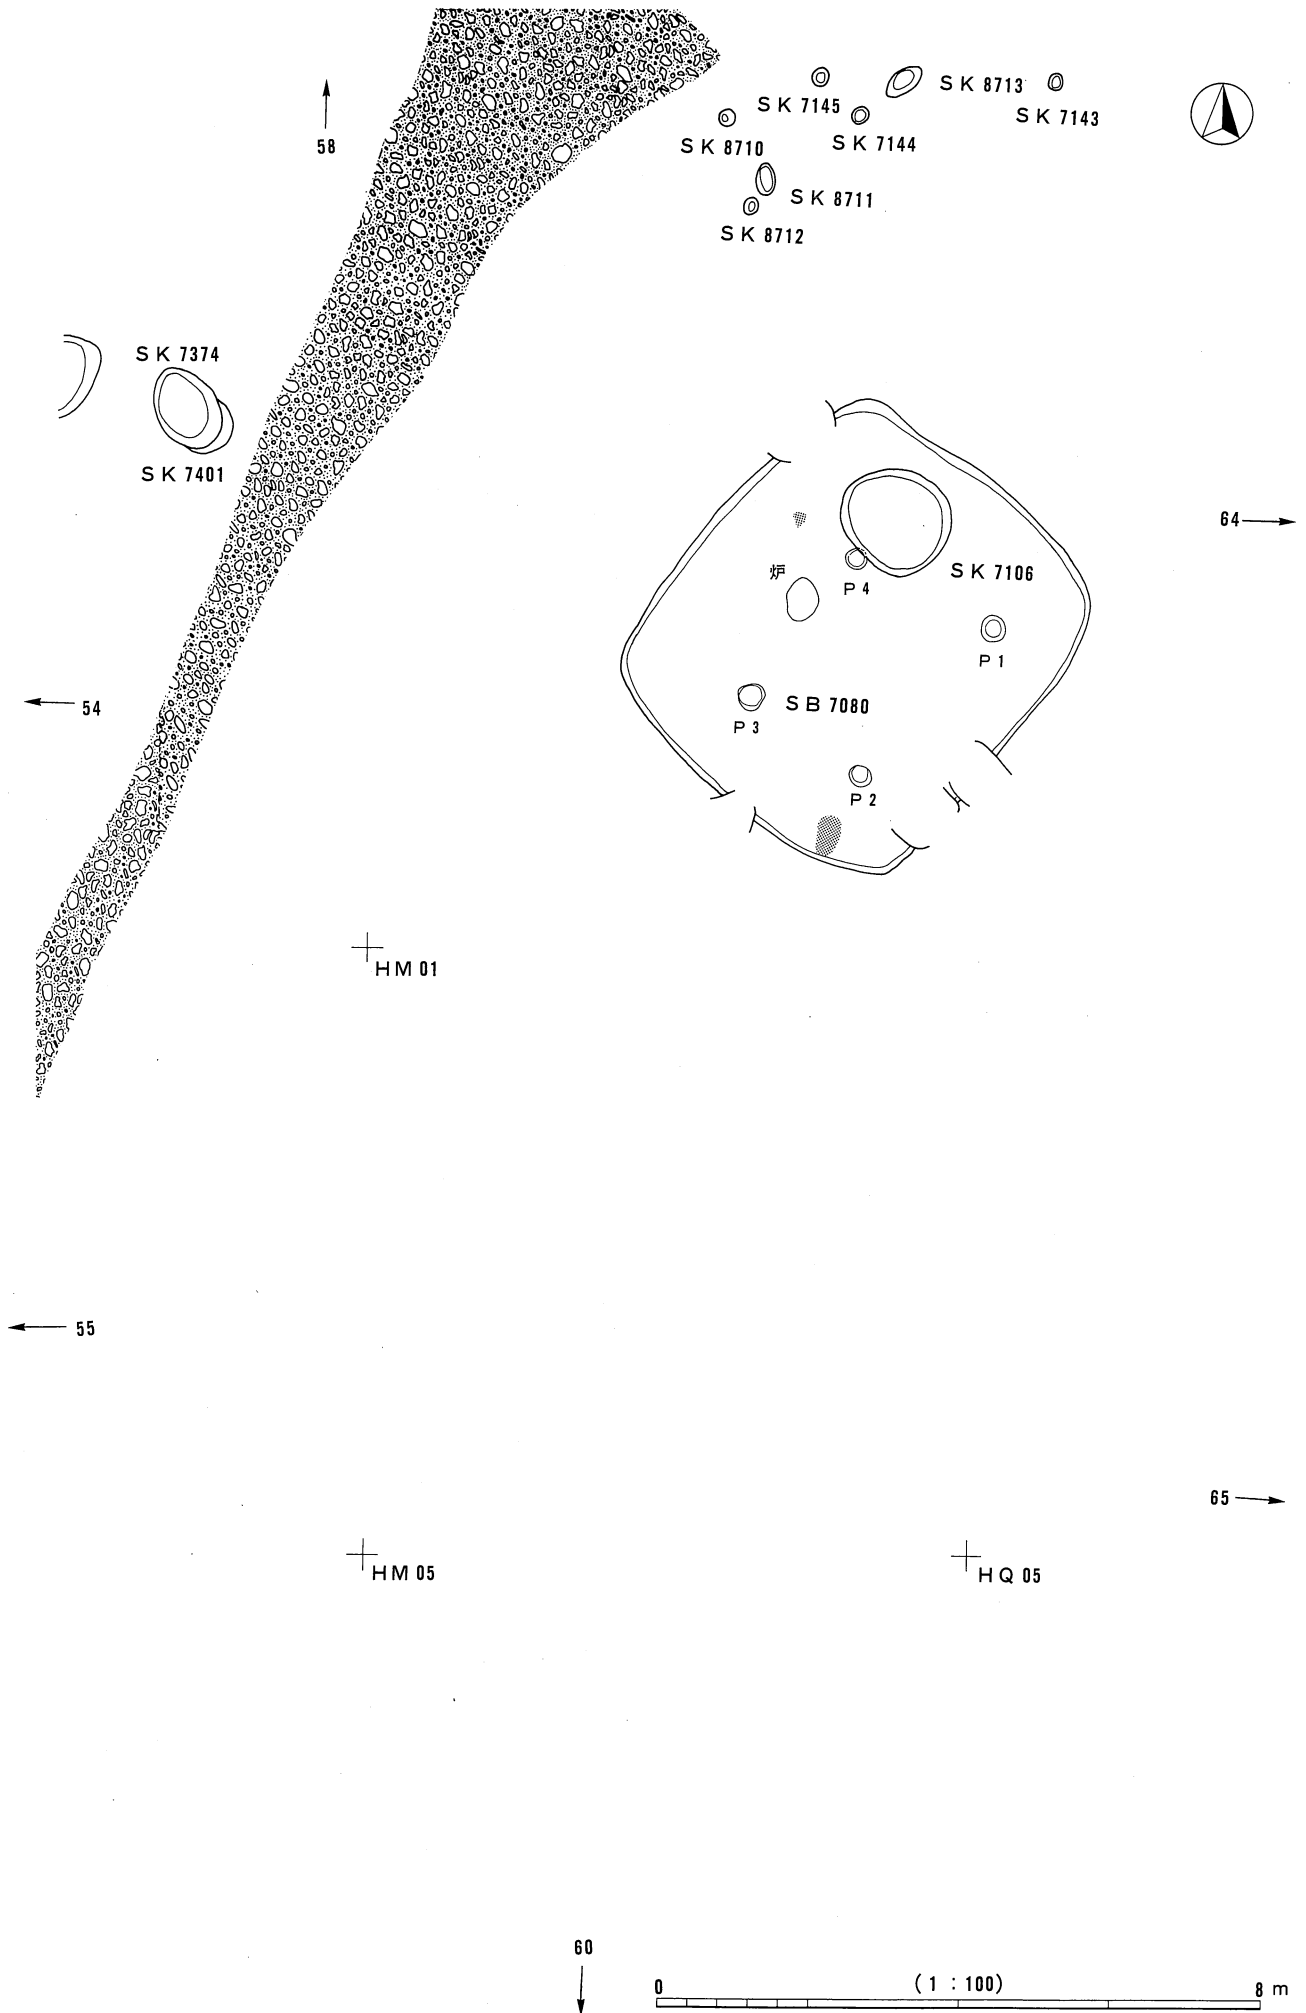 58
SK 7145
SK 8713
SK 7143
SK 8710
SK 7144
SK 8711
SK 8712
SK 7374
SK 7401
64
炉
P 4
SK 7106
P 1
54
SB 7080
P 3
P 2
HM 01
55
65
HM 05
HQ 05
60
0 (1 : 100) 8 m